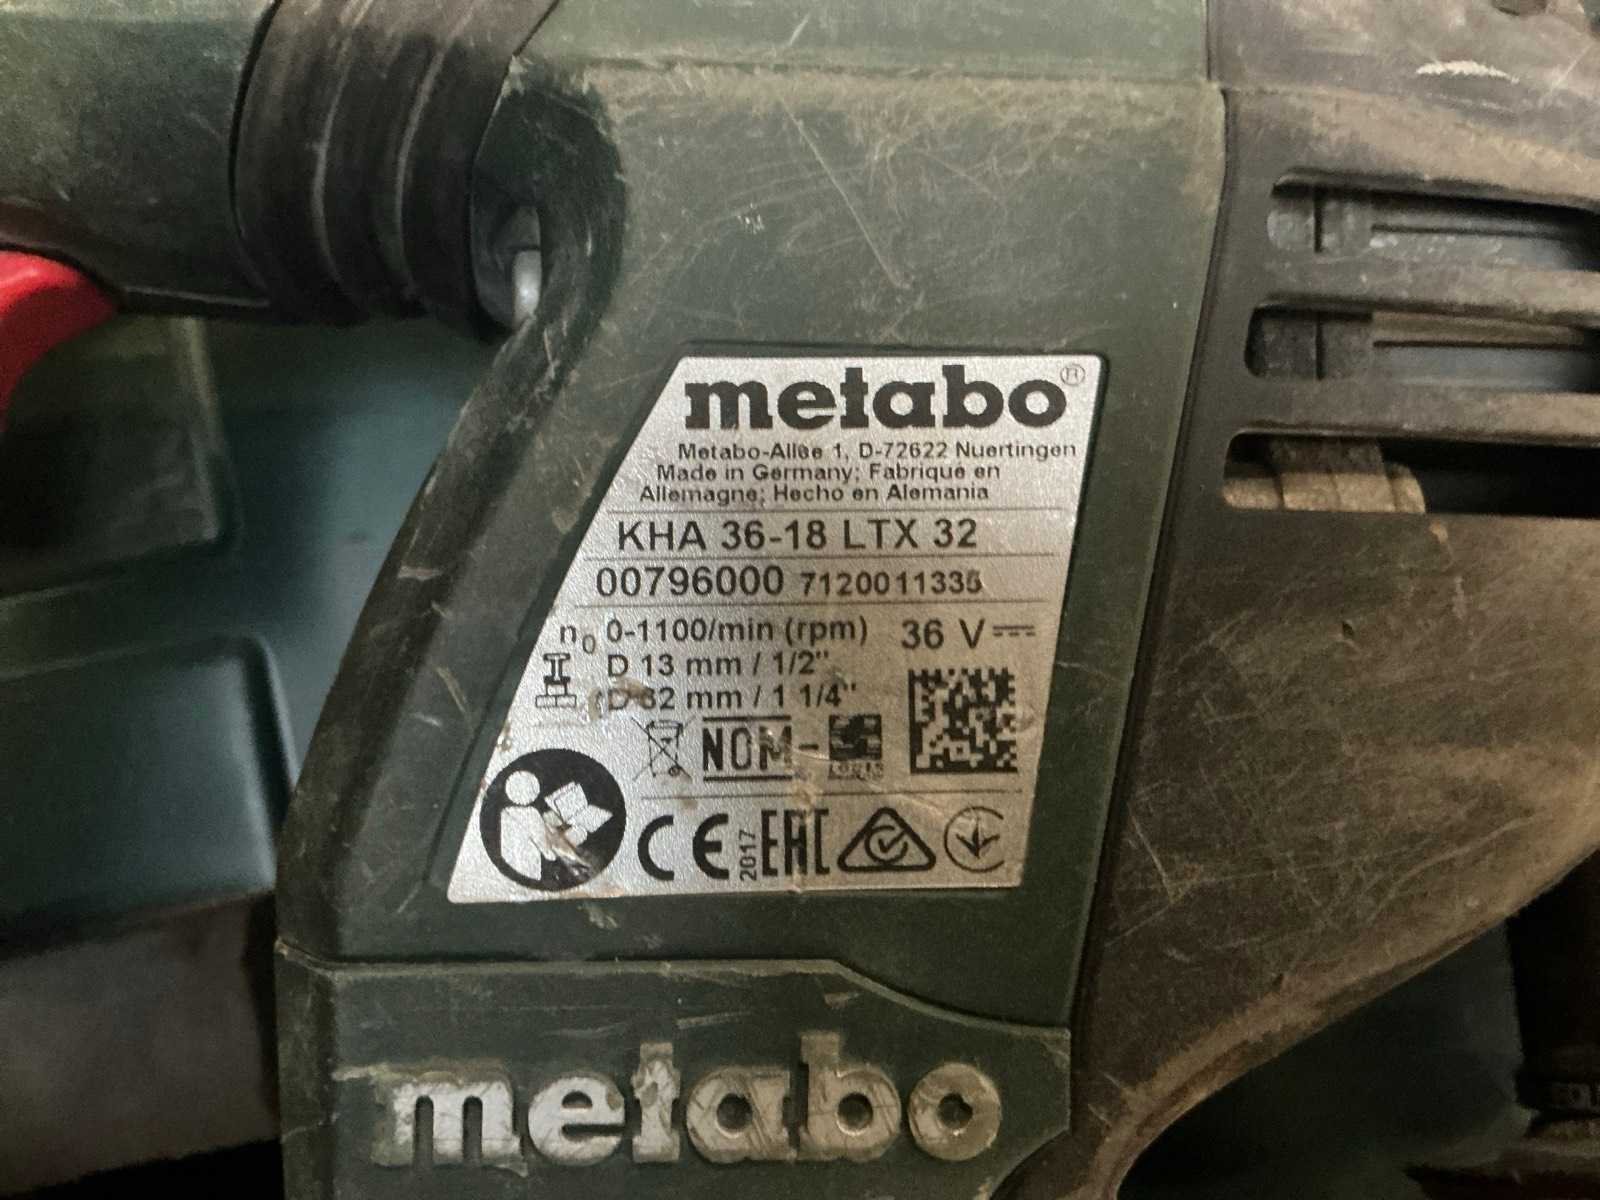 metabo®
Metabo-Allee 1, D-72622 Nuertingen
Made in Germany; Fabrique en
Allemagne; Hecho en Alemania
KHA 36-18 LTX 32
00796000 7120011335
n0 0-1100/min (rpm) 36 V
D 13 mm / 1/2"
D 32 mm / 1 1/4"
NOM-
CE 2017 EAC
metabo